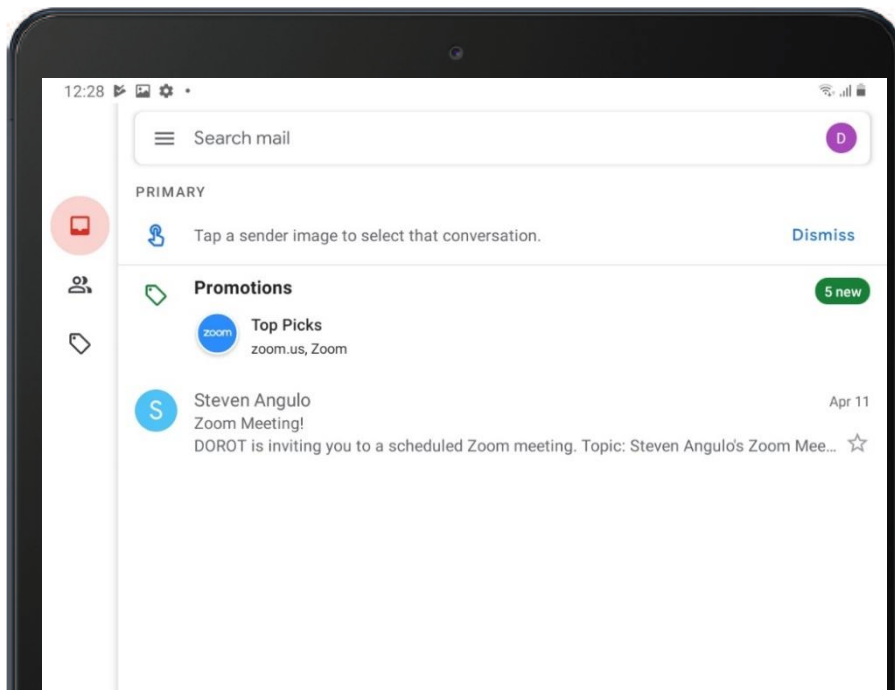 12:28
Search mail
D
PRIMARY
Tap a sender image to select that conversation.
Dismiss
Promotions
5 new
zoom
Top Picks
zoom.us, Zoom
S
Steven Angulo
Apr 11
Zoom Meeting!
DOROT is inviting you to a scheduled Zoom meeting. Topic: Steven Angulo's Zoom Mee...